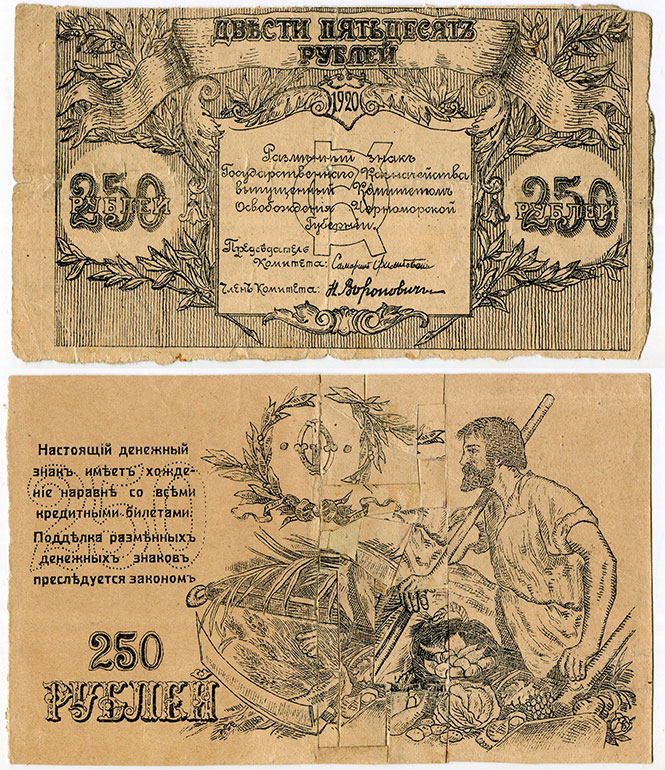 ДВѢСТИ ПЯТЬДЕСЯТЪ
РУБЛЕЙ
1920
250
РУБЛЕЙ
Размѣнный знакъ
Государственнаго Казначейства
выпущенный Комитетомъ
Освобожденія Черноморской
Губерніи.
Предсѣдатель
Комитета:
Членъ Комитета: Н. Вороновичъ
250
РУБЛЕЙ
Настоящій денежный
знакъ имѣетъ хожде-
ніе наравнѣ со всѣми
кредитными билетами.
Поддѣлка размѣнныхъ
денежныхъ знаковъ
преслѣдуется закономъ
250
250
РУБЛЕЙ